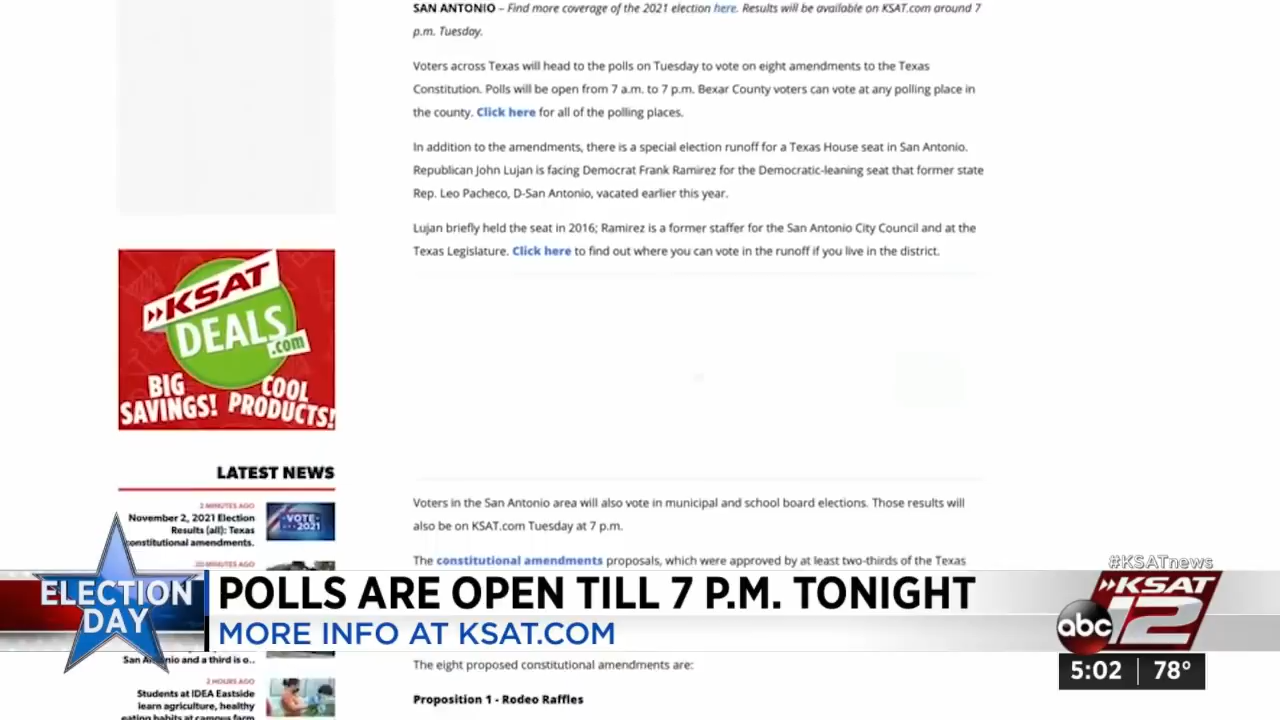 SAN ANTONIO – Find more coverage of the 2021 election here. Results will be available on KSAT.com around 7
p.m. Tuesday.
Voters across Texas will head to the polls on Tuesday to vote on eight amendments to the Texas
Constitution. Polls will be open from 7 a.m. to 7 p.m. Bexar County voters can vote at any polling place in
the county. Click here for all of the polling places.
In addition to the amendments, there is a special election runoff for a Texas House seat in San Antonio.
Republican John Lujan is facing Democrat Frank Ramirez for the Democratic-leaning seat that former state
Rep. Leo Pacheco, D-San Antonio, vacated earlier this year.
Lujan briefly held the seat in 2016; Ramirez is a former staffer for the San Antonio City Council and at the
Texas Legislature. Click here to find out where you can vote in the runoff if you live in the district.
KSAT
DEALS
.com
BIG COOL
SAVINGS! PRODUCTS!
LATEST NEWS
2 MINUTES AGO
November 2, 2021 Election
Results (all): Texas
constitutional amendments.
VOTE
2021
20 MINUTES AGO
Voters in the San Antonio area will also vote in municipal and school board elections. Those results will
also be on KSAT.com Tuesday at 7 p.m.
The constitutional amendments proposals, which were approved by at least two-thirds of the Texas
#KSATnews
ELECTION
DAY
POLLS ARE OPEN TILL 7 P.M. TONIGHT
MORE INFO AT KSAT.COM
KSAT
abc 12
5:02 78°
San Antonio and a third is o..
The eight proposed constitutional amendments are:
2 HOURS AGO
Students at IDEA Eastside
learn agriculture, healthy
eating habits at campus farm
Proposition 1 - Rodeo Raffles